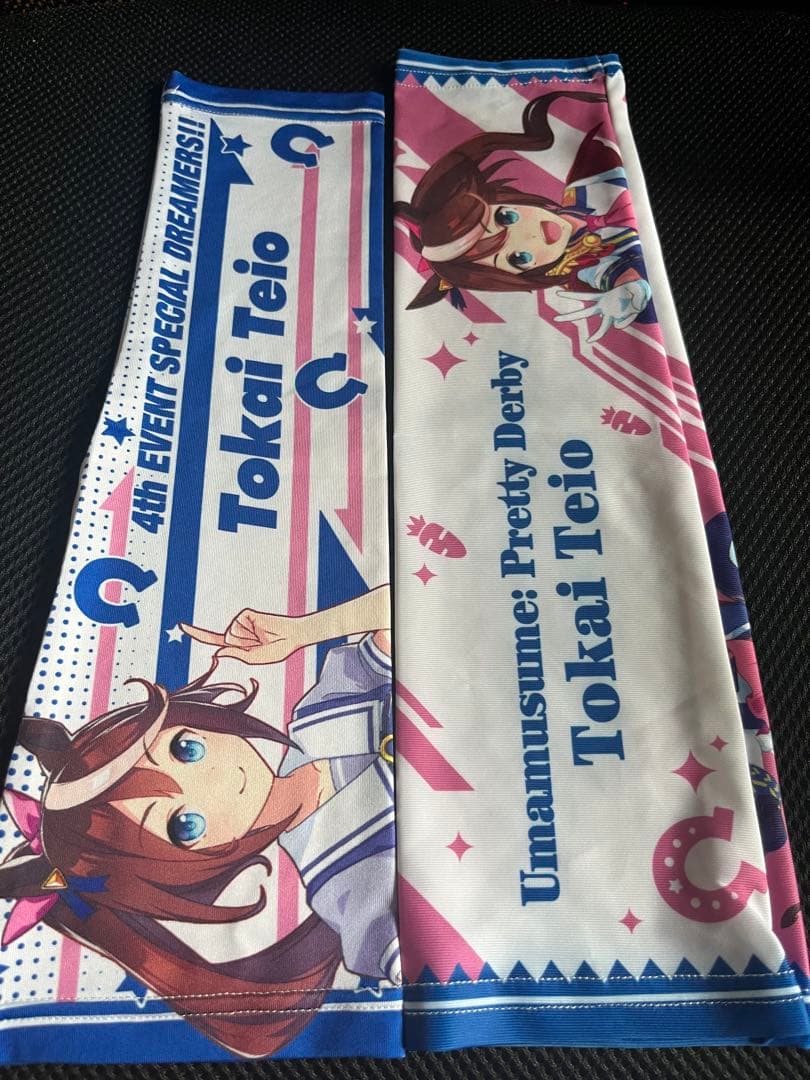 4th EVENT SPECIAL DREAMERS!!
Tokai Teio
Umamusume: Pretty Derby
Tokai Teio